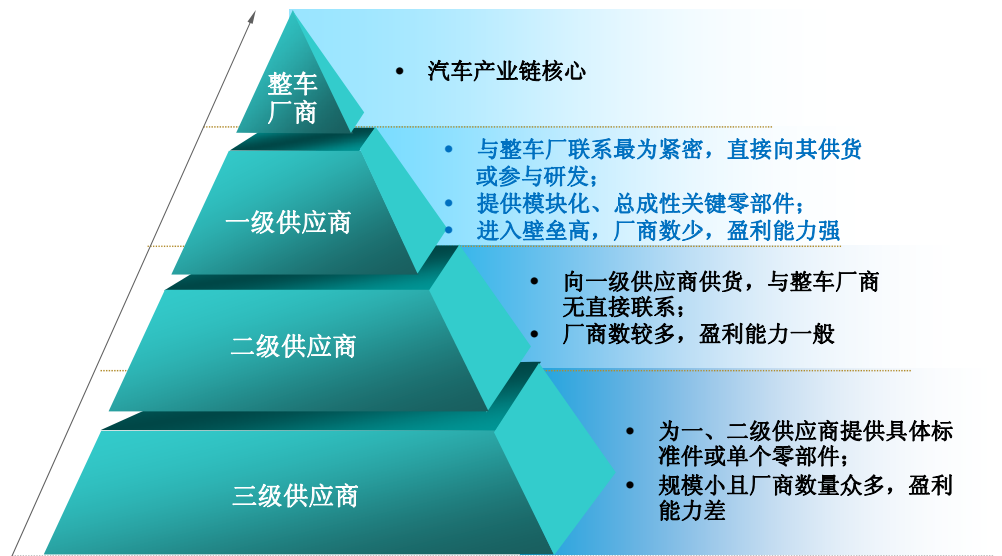 整车
厂商
• 汽车产业链核心
一级供应商
• 与整车厂联系最为紧密，直接向其供货
或参与研发；
• 提供模块化、总成性关键零部件；
• 进入壁垒高，厂商数少，盈利能力强
二级供应商
• 向一级供应商供货，与整车厂商
无直接联系；
• 厂商数较多，盈利能力一般
三级供应商
• 为一、二级供应商提供具体标
准件或单个零部件；
• 规模小且厂商数量众多，盈利
能力差